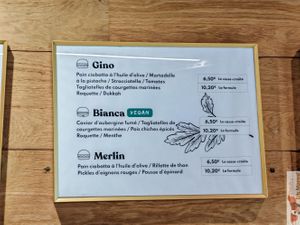 Gino
Pain ciabatta à l'huile d'olive / Mortadelle
à la pistache / Stracciatella / Tomates
Tagliatelles de courgettes marinées
Roquette / Dukkah
6,50€ Le casse-croûte
10,20€ La formule
Bianca VEGAN
Caviar d'aubergine fumé / Tagliatelles de
courgettes marinées / Pois chiches épicés
Roquette / Menthe
6,50€ Le casse-croûte
10,20€ La formule
Merlin
Pain ciabatta à l'huile d'olive / Rillette de thon
Pickles d'oignons rouges / Pousse d'épinard
6,50€ Le casse-croûte
10,20€ La formule